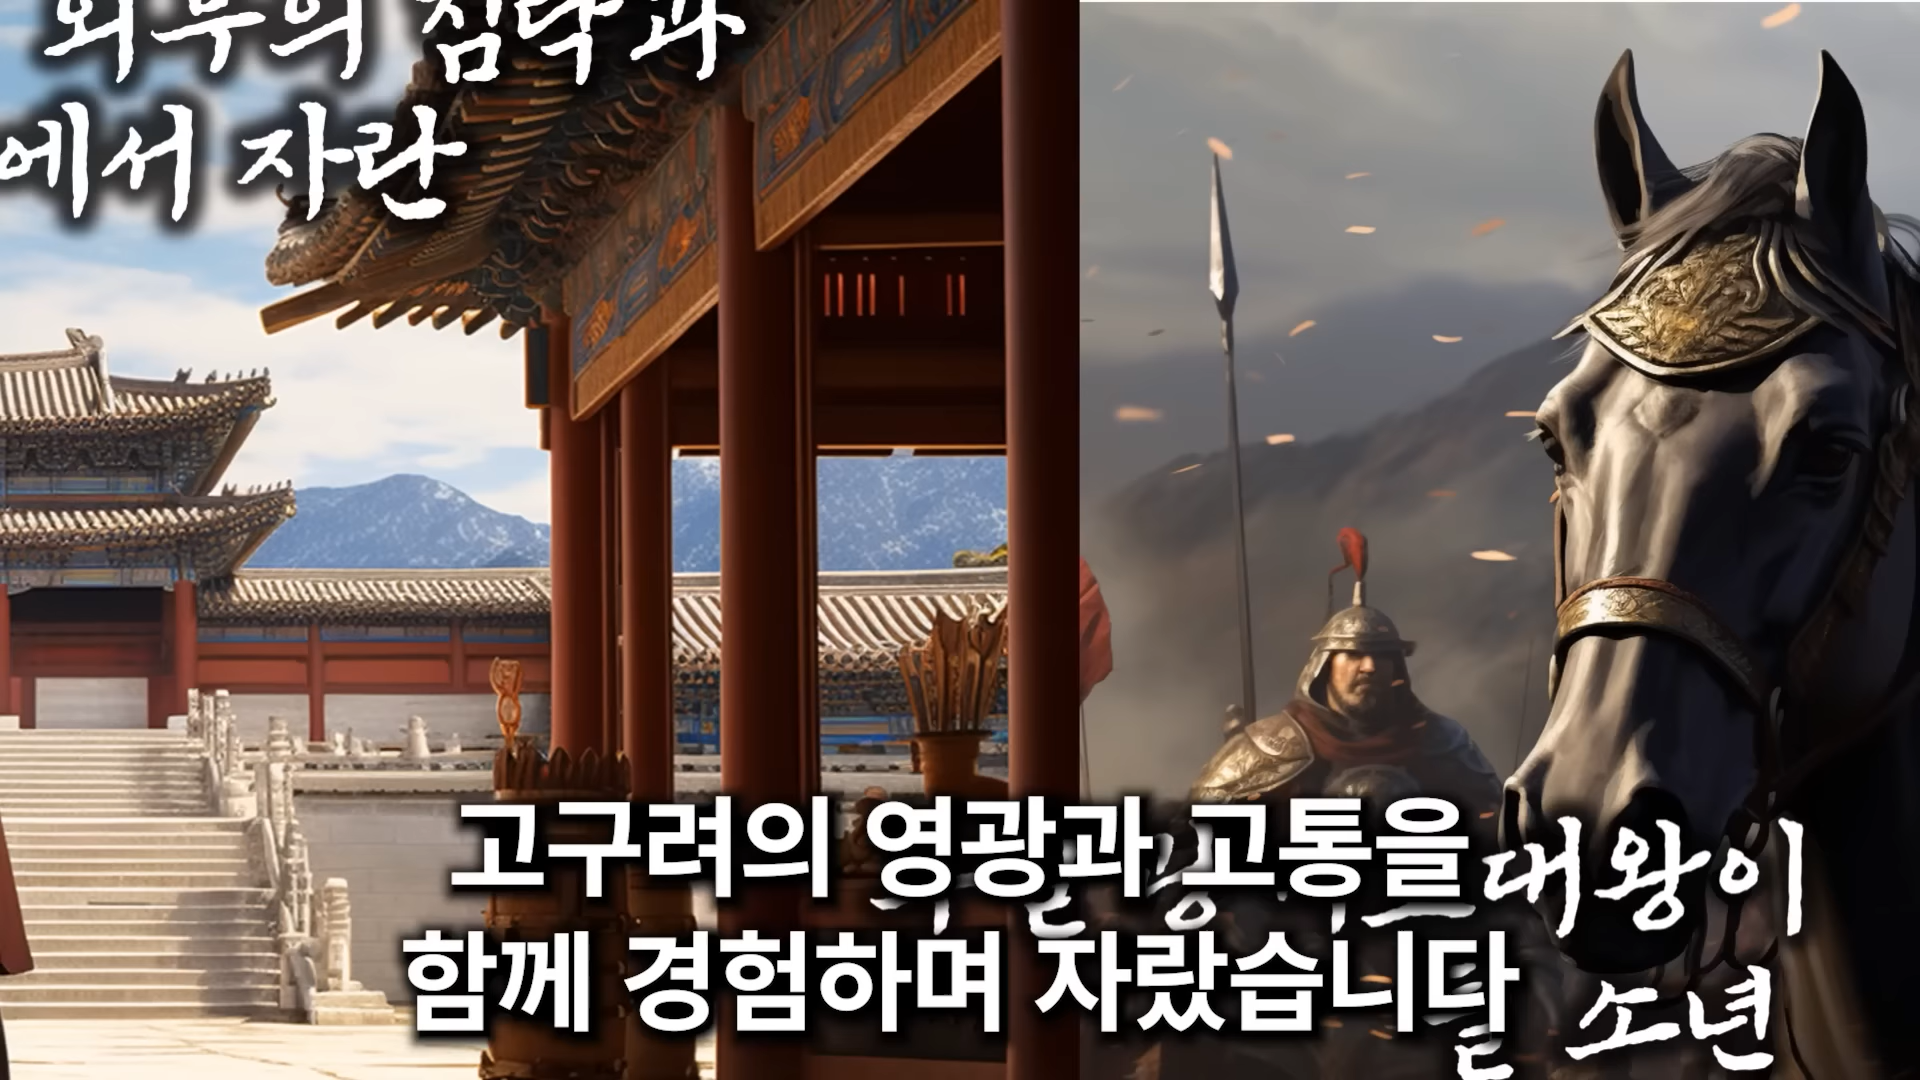 외부의 침략과
에서 자란
고구려의 영광과 고통을
함께 경험하며 자랐습니다
대왕이
소년